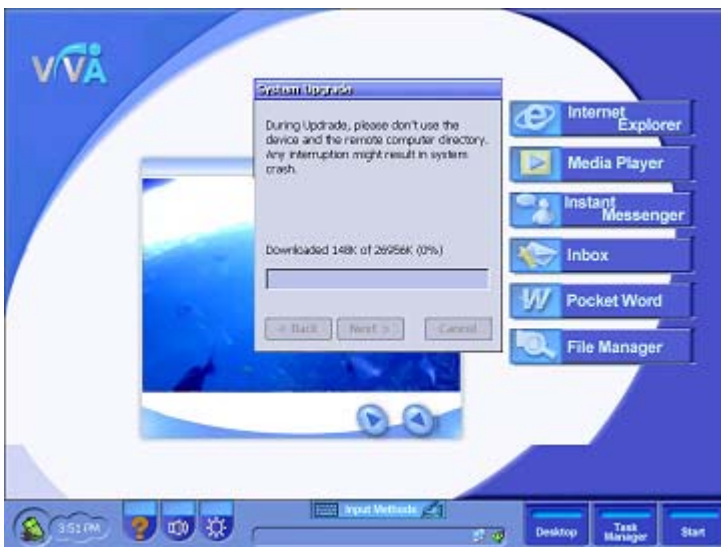 VIVA
System Upgrade
During Updrade, please don't use the
device and the remote computer directory.
Any interruption might result in system
crash.
Downloaded 148K of 26956K (0%)
< Back
Next >
Cancel
Internet
Explorer
Media Player
Instant
Messenger
Inbox
W
Pocket Word
File Manager
3:51 PM
?
Input Methods
Desktop
Task
Manager
Start